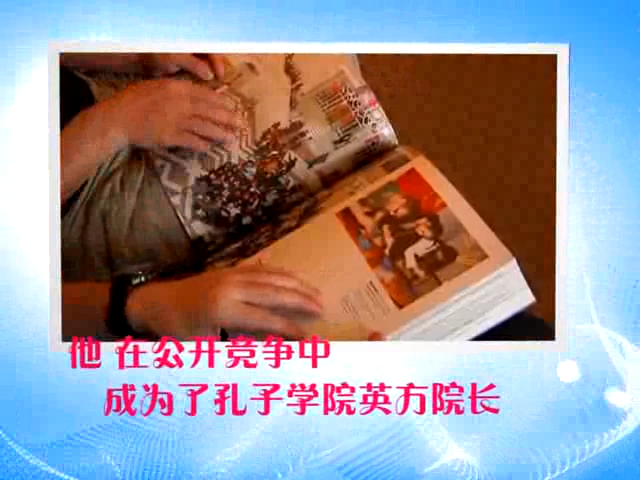 他 在公开竞争中
成为了孔子学院英方院长